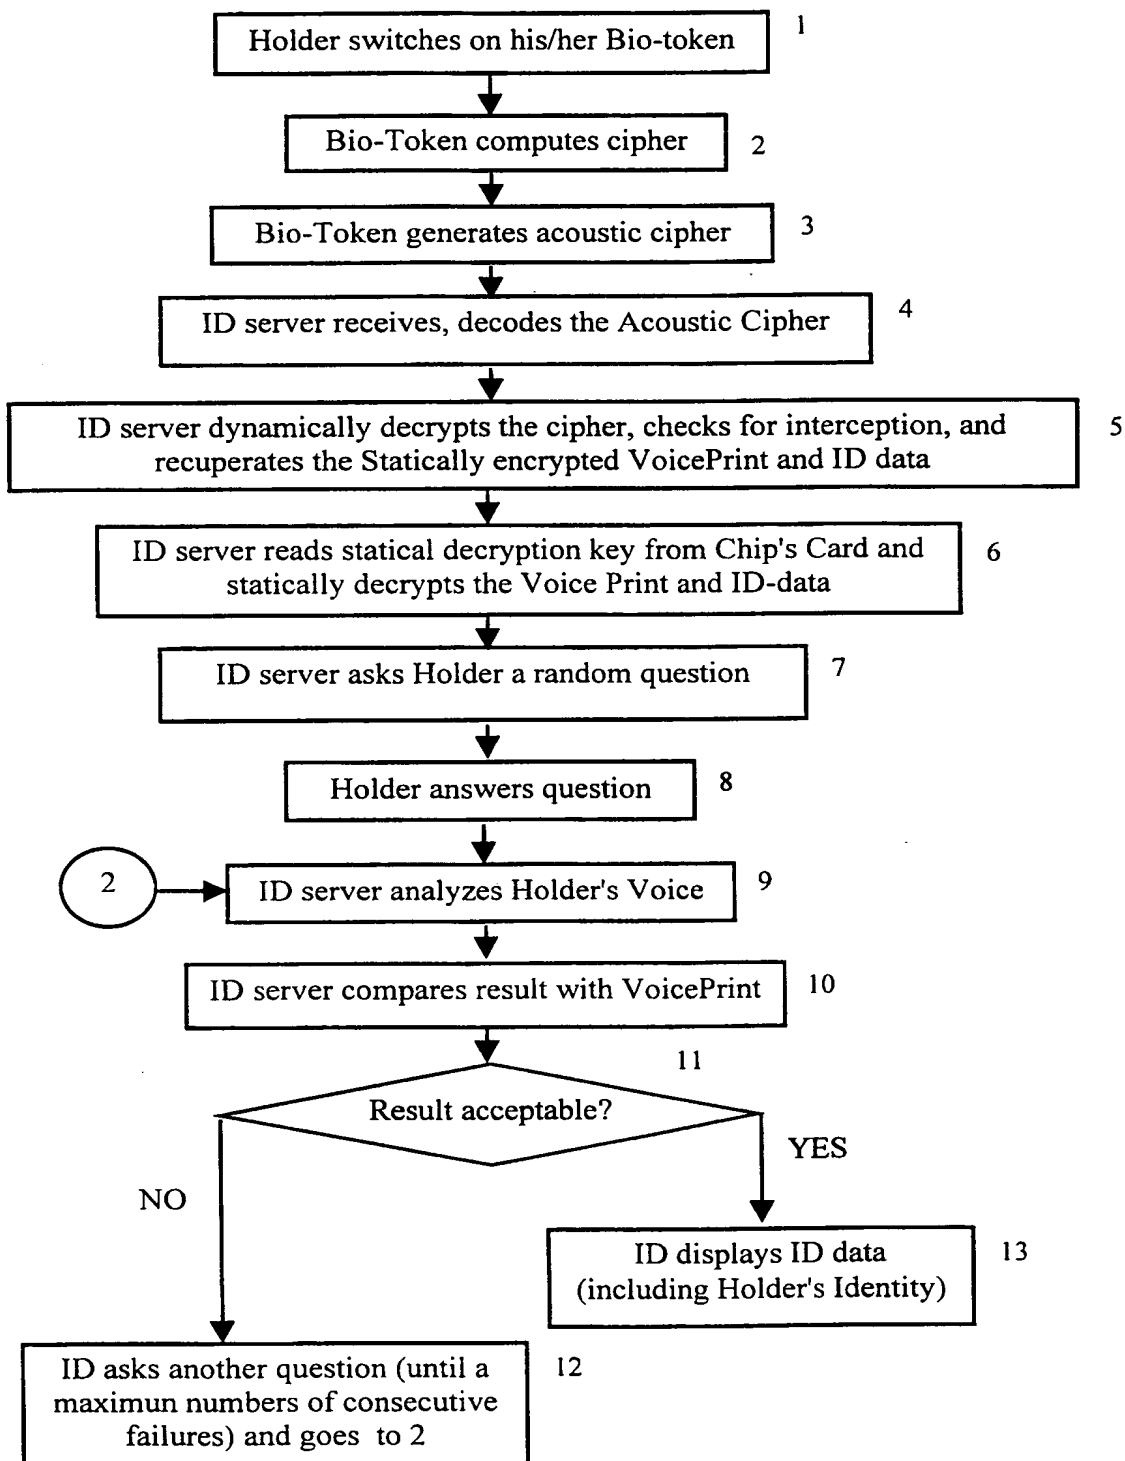 Holder switches on his/her Bio-token
1
Bio-Token computes cipher
2
Bio-Token generates acoustic cipher
3
ID server receives, decodes the Acoustic Cipher
4
ID server dynamically decrypts the cipher, checks for interception, and
recuperates the Statically encrypted VoicePrint and ID data
5
ID server reads statical decryption key from Chip's Card and
statically decrypts the Voice Print and ID-data
6
ID server asks Holder a random question
7
Holder answers question
8
2
ID server analyzes Holder's Voice
9
ID server compares result with VoicePrint
10
11
Result acceptable?
YES
NO
ID displays ID data
(including Holder's Identity)
13
ID asks another question (until a
maximun numbers of consecutive
failures) and goes to 2
12